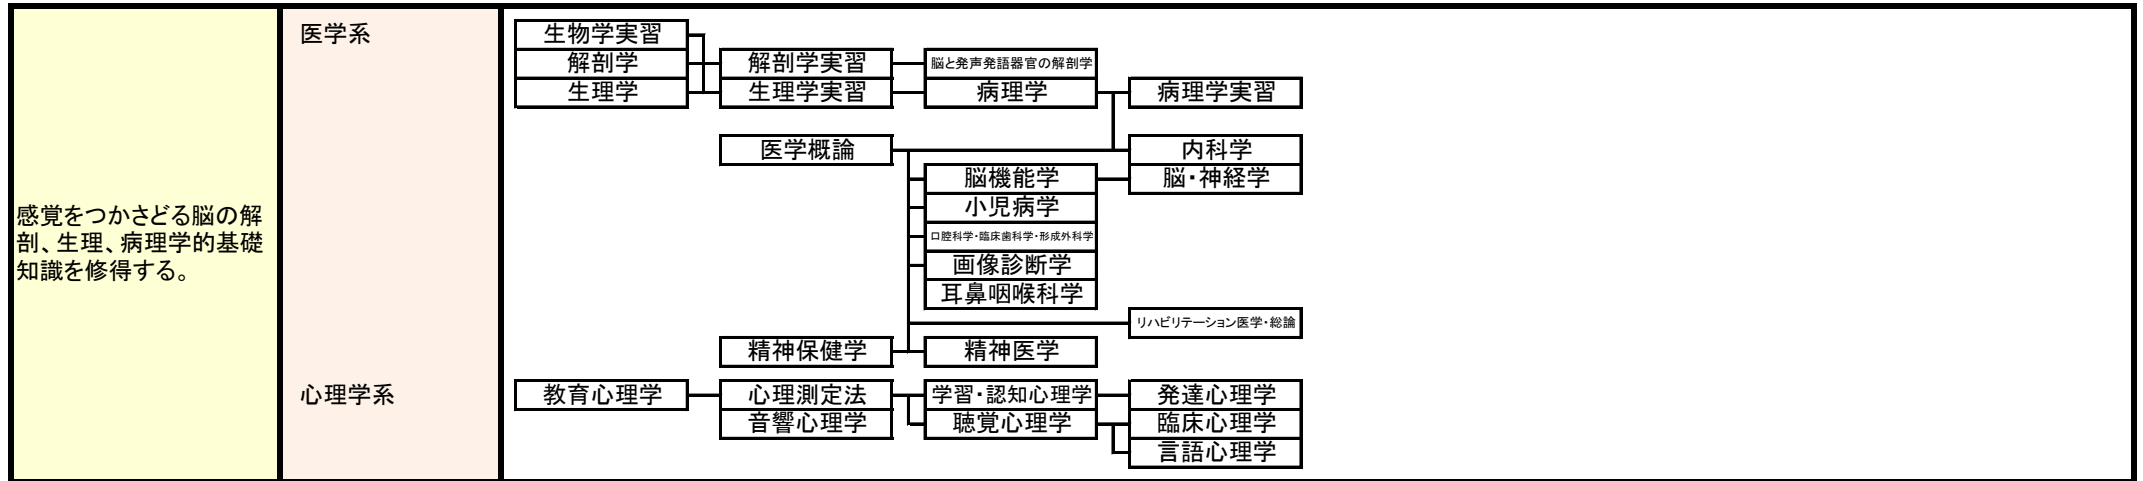 感覚をつかさどる脳の解
剖、生理、病理学的基礎
知識を修得する。
医学系
生物学実習
解剖学
解剖学実習
脳と発声発語器官の解剖学
生理学
生理学実習
病理学
病理学実習
医学概論
内科学
脳機能学
脳・神経学
小児病学
口腔科学・臨床歯科学・形成外科学
画像診断学
耳鼻咽喉科学
リハビリテーション医学・総論
精神保健学
精神医学
心理学系
教育心理学
心理測定法
学習・認知心理学
発達心理学
音響心理学
聴覚心理学
臨床心理学
言語心理学